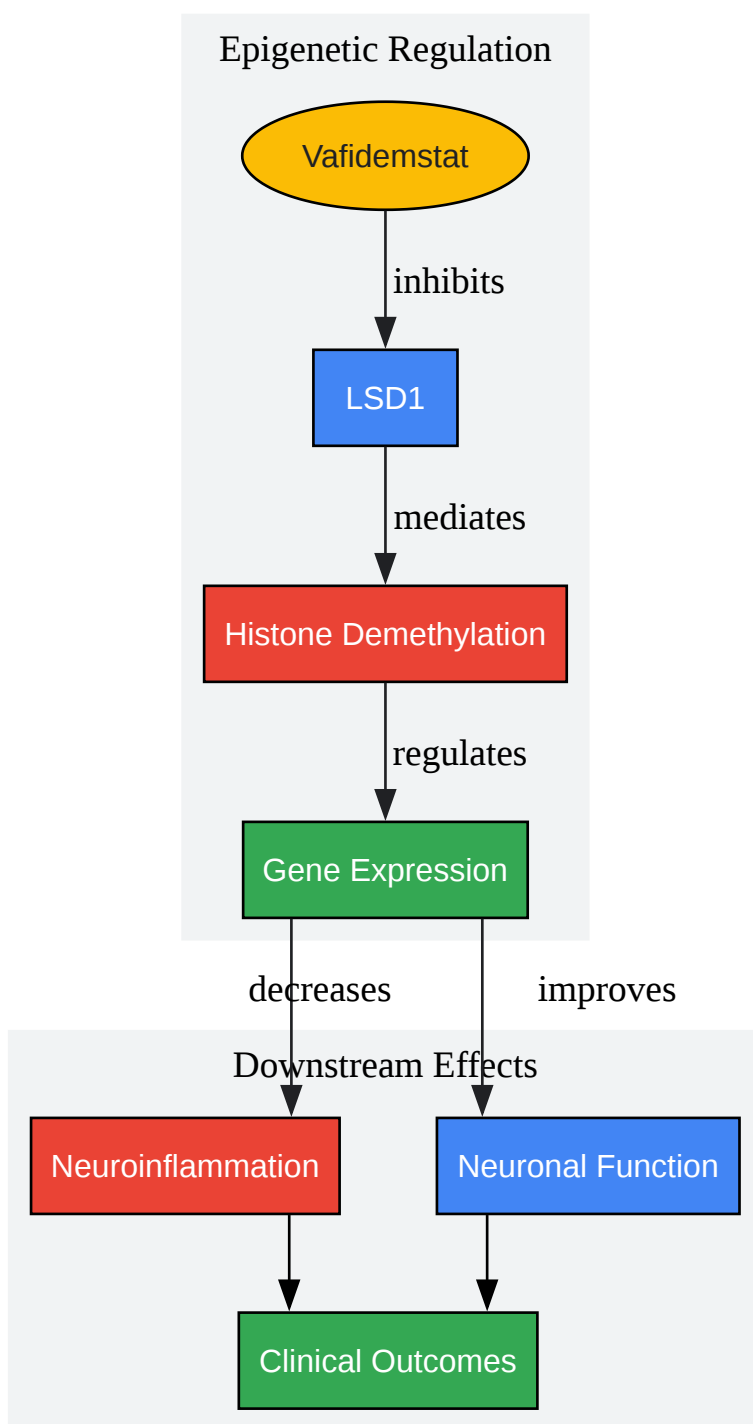 Epigenetic Regulation
Vafidemstat
inhibits
LSD1
mediates
Histone Demethylation
regulates
Gene Expression
decreases
improves
Downstream Effects
Neuroinflammation
Neuronal Function
Clinical Outcomes